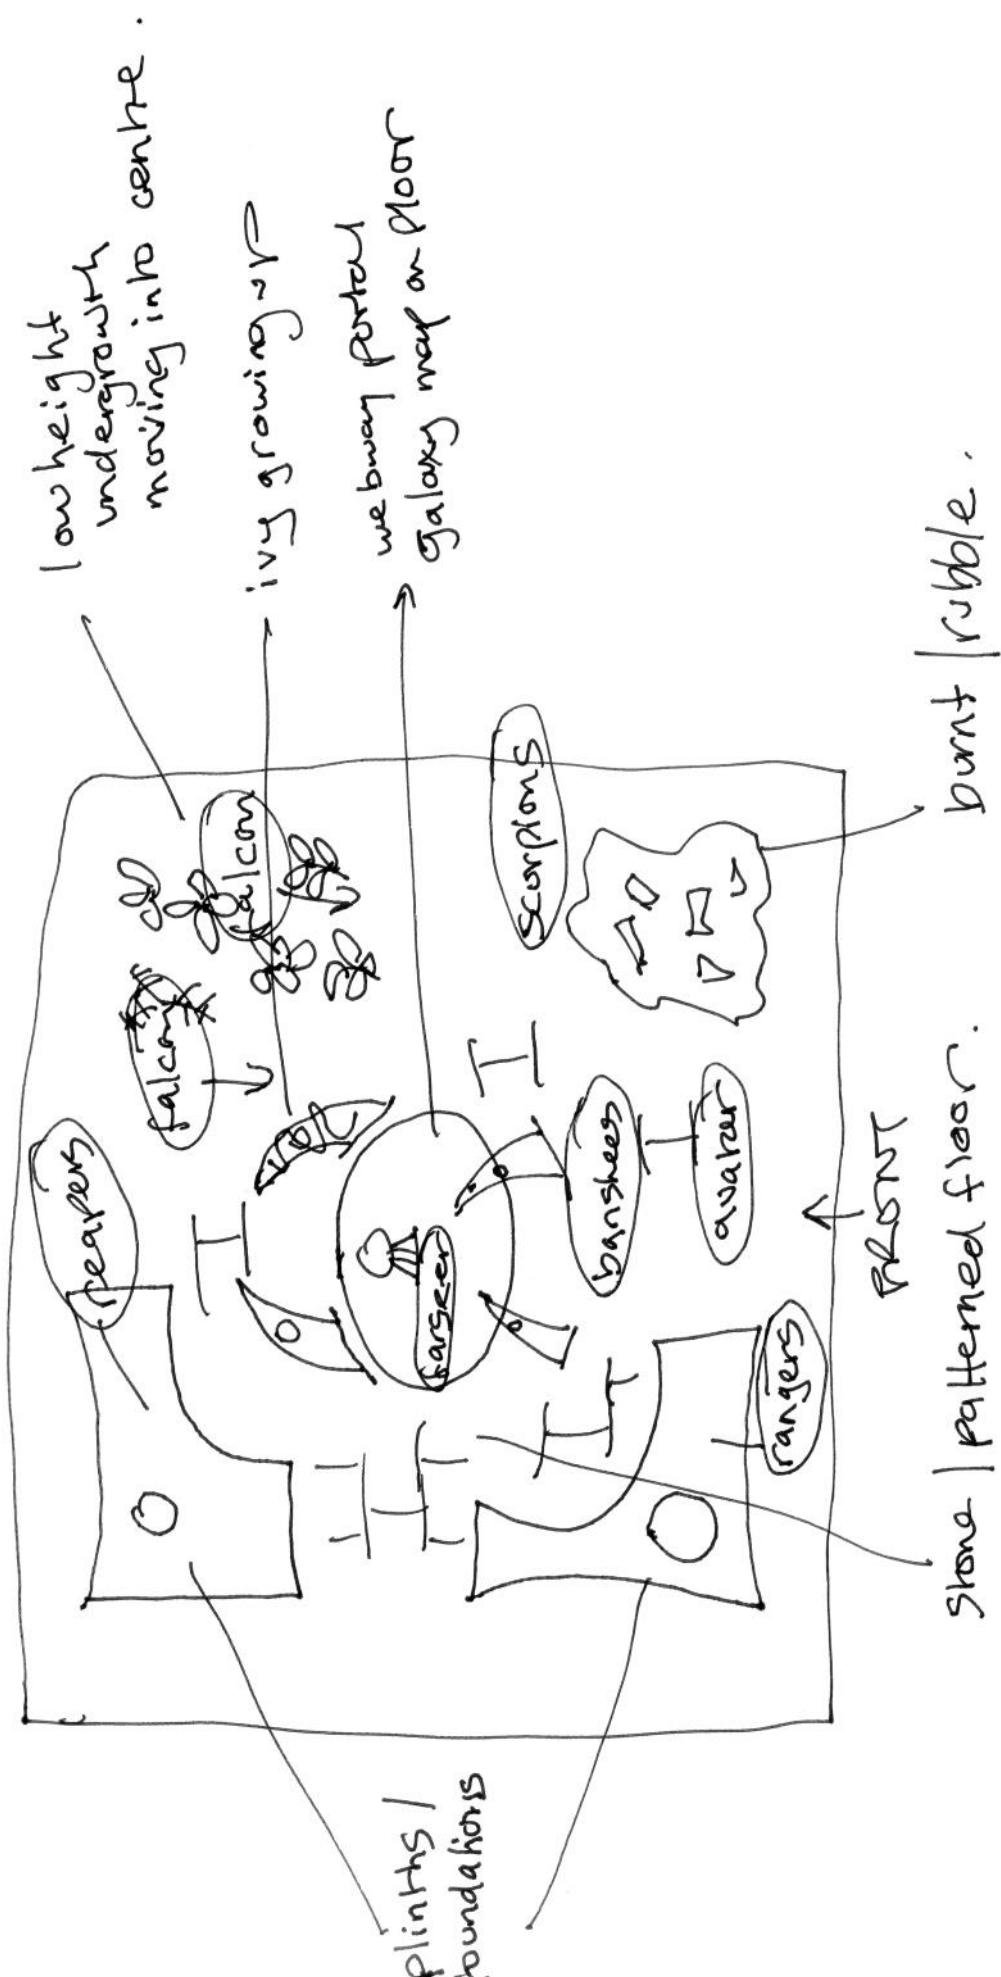 low height
undergrowth
moving into centre.
ivy growing up
webway portal
galaxy map on floor
plinths /
foundations
reapers
falcon
falcon
farseer
scorpions
banshees
avatar
rangers
FRONT
stone / patterned floor.
burnt / rubble.